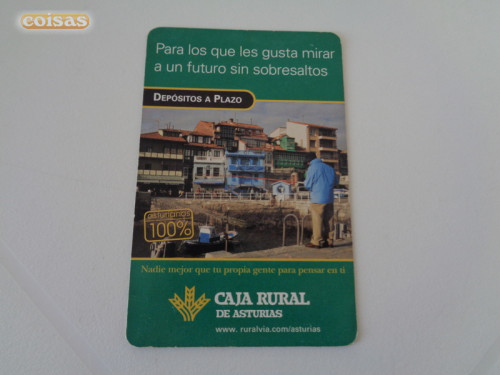 coisas
Para los que les gusta mirar
a un futuro sin sobresaltos
DEPÓSITOS A PLAZO
asturianos
100%
Nadie mejor que tu propia gente para pensar en ti
CAJA RURAL
DE ASTURIAS
www. ruralvia.com/asturias